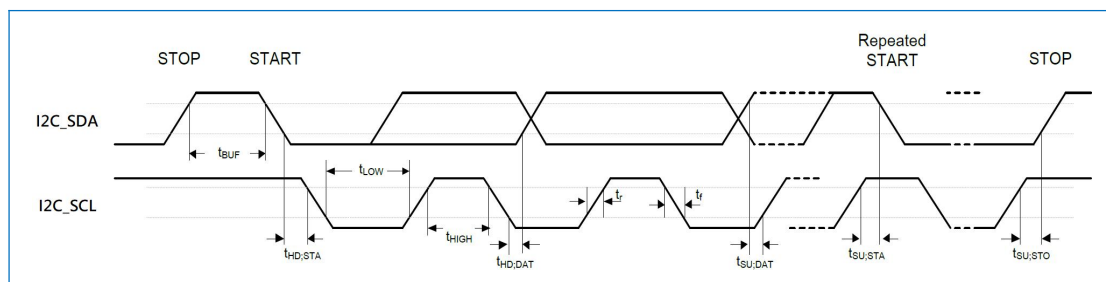 Repeated
STOP START START STOP
I2C_SDA
tBUF
tLOW
I2C_SCL
tr tf
tHIGH
tHD;STA tHD;DAT tSU;DAT tSU;STA tSU;STO